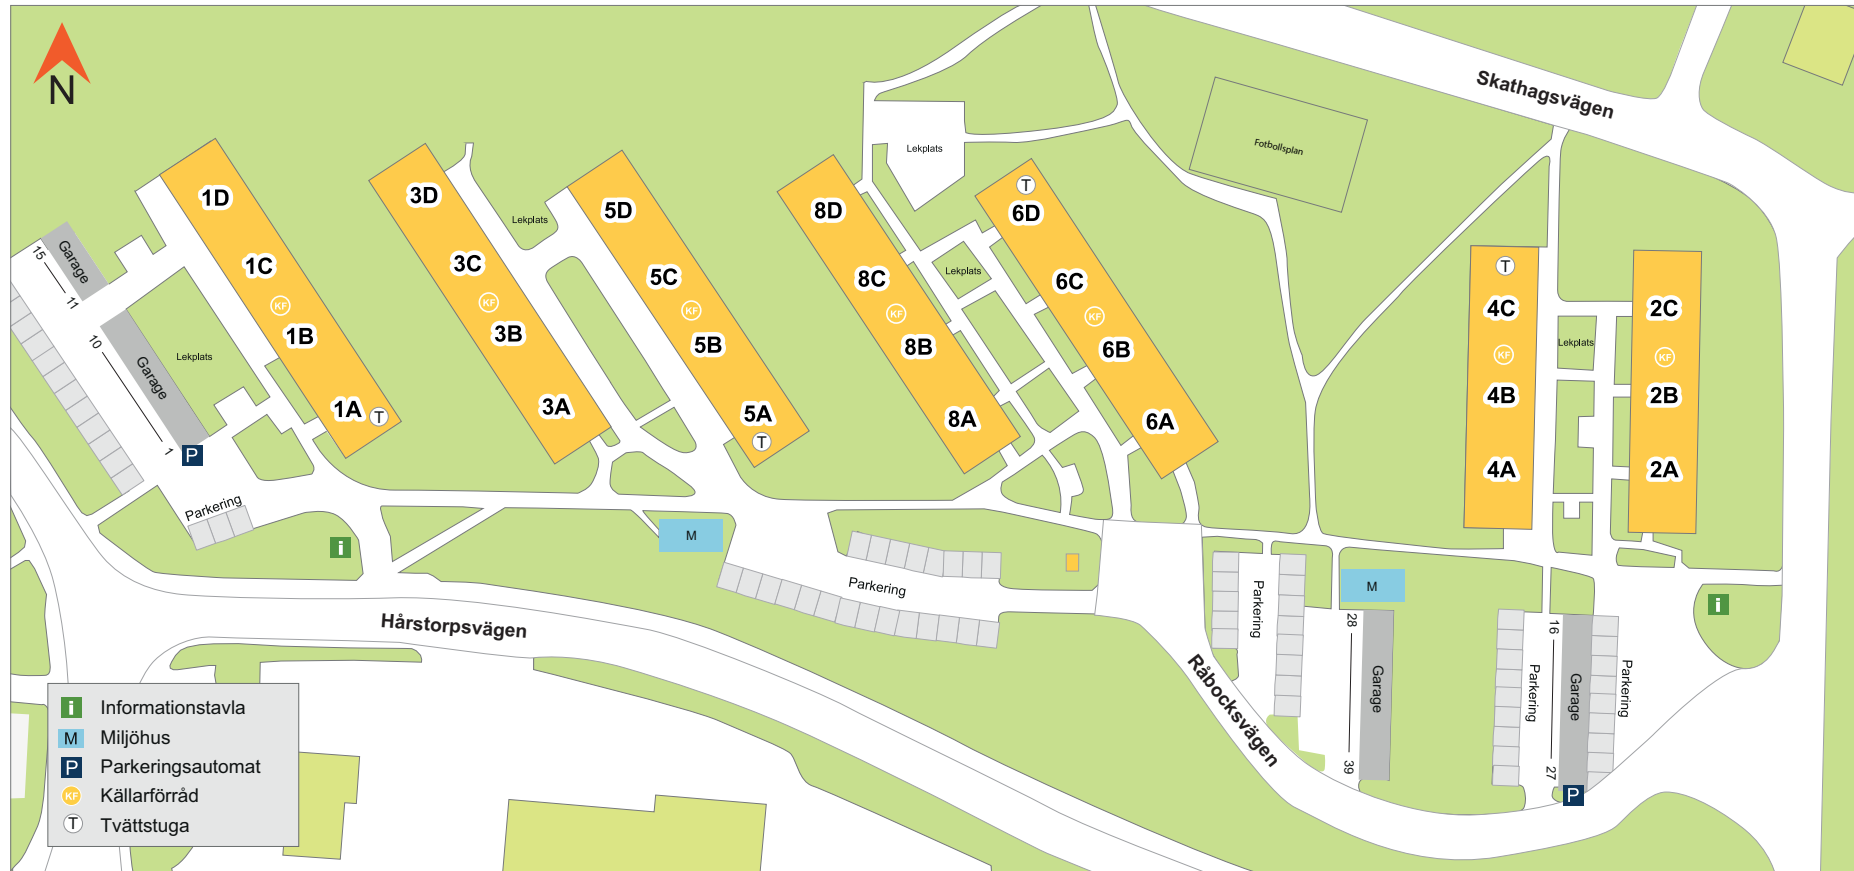 N
Skathagsvägen
Fotbollsplan
Lekplats
1D
3D
5D
8D
6D
T
Lekplats
Garage
15
11
1C
3C
5C
8C
6C
Lekplats
T
4C
2C
KF
KF
KF
KF
KF
1B
3B
5B
8B
6B
Lekplats
KF
KF
10
Garage
1
Lekplats
4B
2B
1A
T
3A
5A
T
8A
6A
4A
2A
P
Parkering
i
M
Parkering
Parkering
M
i
Hårstorpsvägen
Råbocksvägen
28
39
Garage
Parkering
16
27
Garage
Parkering
P
i Informationstavla
M Miljöhus
P Parkeringsautomat
KF Källarförråd
T Tvättstuga